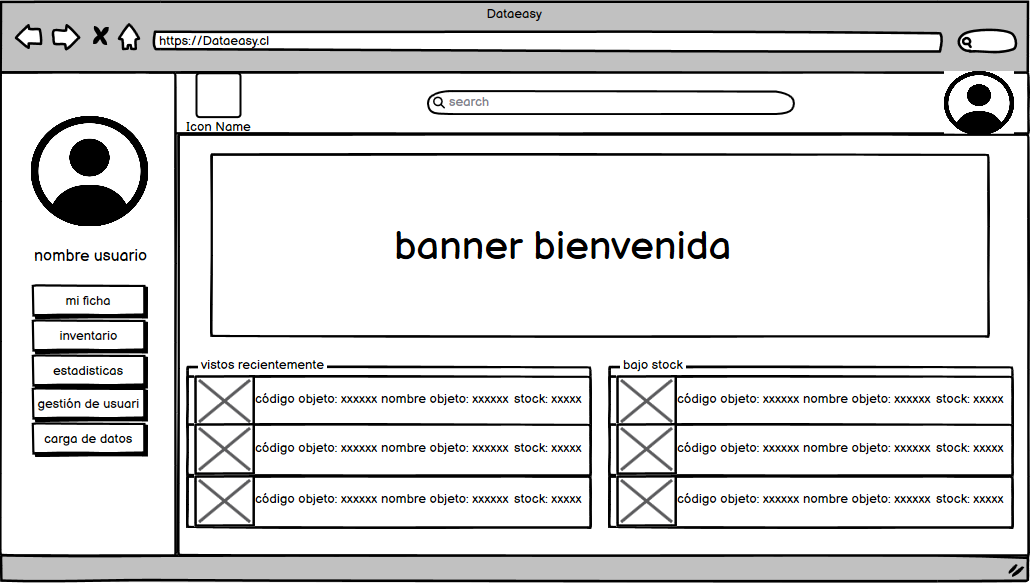 Dataeasy
https://Dataeasy.cl
search
Icon Name
nombre usuario
mi ficha
inventario
estadisticas
gestión de usuari
carga de datos
banner bienvenida
vistos recientemente
código objeto: xxxxxx nombre objeto: xxxxxx stock: xxxxx
código objeto: xxxxxx nombre objeto: xxxxxx stock: xxxxx
código objeto: xxxxxx nombre objeto: xxxxxx stock: xxxxx
bajo stock
código objeto: xxxxxx nombre objeto: xxxxxx stock: xxxxx
código objeto: xxxxxx nombre objeto: xxxxxx stock: xxxxx
código objeto: xxxxxx nombre objeto: xxxxxx stock: xxxxx